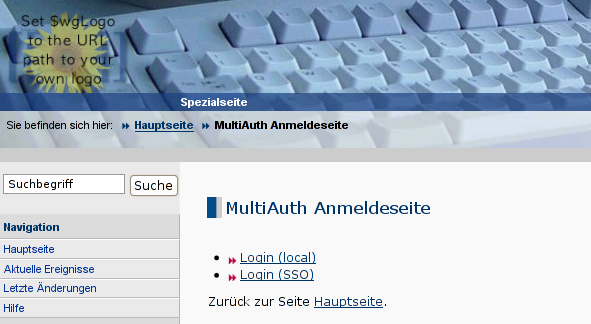 Set $wgLogo
to the URL
path to your
own logo
Spezialseite
Sie befinden sich hier: Hauptseite MultiAuth Anmeldeseite
Suchbegriff Suche
MultiAuth Anmeldeseite
Navigation
Hauptseite
Aktuelle Ereignisse
Letzte Änderungen
Hilfe
Login (local)
Login (SSO)
Zurück zur Seite Hauptseite.